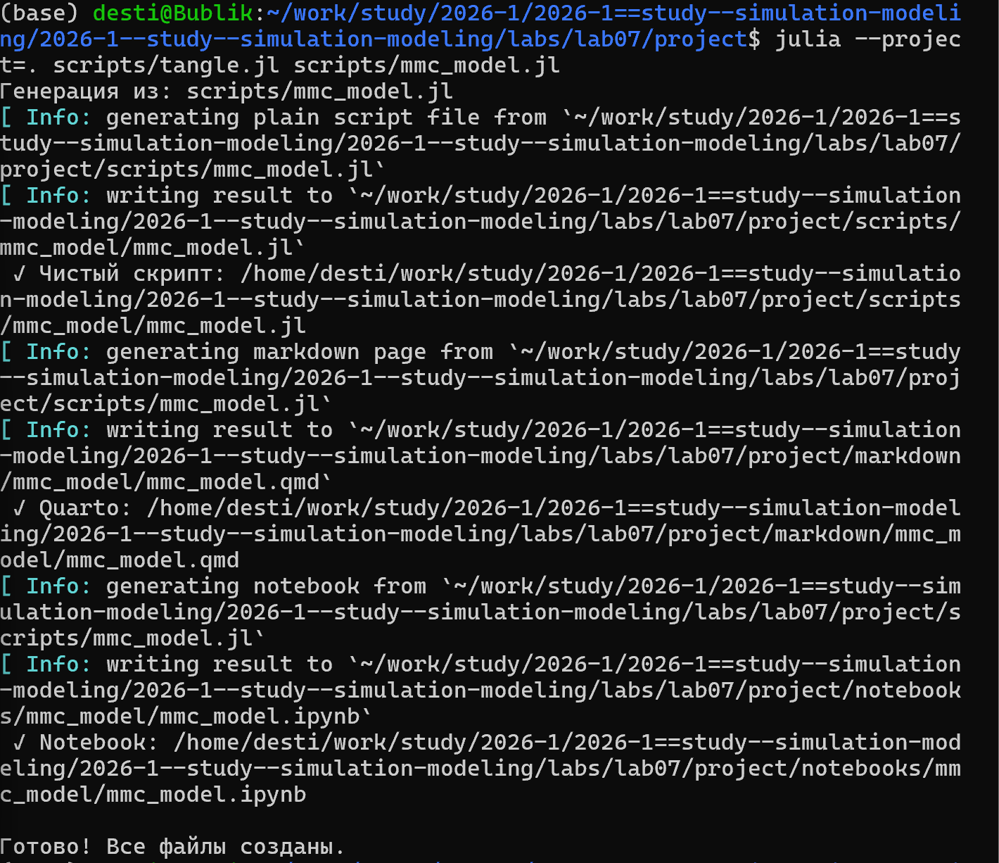 (base) desti@Bublik:~/work/study/2026-1/2026-1==study--simulation-modeli
ng/2026-1--study--simulation-modeling/labs/lab07/project$ julia --projec
t=. scripts/tangle.jl scripts/mmc_model.jl
Генерация из: scripts/mmc_model.jl
[ Info: generating plain script file from `~/work/study/2026-1/2026-1==s
tudy--simulation-modeling/2026-1--study--simulation-modeling/labs/lab07/
project/scripts/mmc_model.jl`
[ Info: writing result to `~/work/study/2026-1/2026-1==study--simulation
-modeling/2026-1--study--simulation-modeling/labs/lab07/project/scripts/
mmc_model/mmc_model.jl`
 ✓ Чистый скрипт: /home/desti/work/study/2026-1/2026-1==study--simulatio
n-modeling/2026-1--study--simulation-modeling/labs/lab07/project/scripts
/mmc_model/mmc_model.jl
[ Info: generating markdown page from `~/work/study/2026-1/2026-1==study
--simulation-modeling/2026-1--study--simulation-modeling/labs/lab07/proj
ect/scripts/mmc_model.jl`
[ Info: writing result to `~/work/study/2026-1/2026-1==study--simulation
-modeling/2026-1--study--simulation-modeling/labs/lab07/project/markdown
/mmc_model/mmc_model.qmd`
 ✓ Quarto: /home/desti/work/study/2026-1/2026-1==study--simulation-model
ing/2026-1--study--simulation-modeling/labs/lab07/project/markdown/mmc_m
odel/mmc_model.qmd
[ Info: generating notebook from `~/work/study/2026-1/2026-1==study--sim
ulation-modeling/2026-1--study--simulation-modeling/labs/lab07/project/s
cripts/mmc_model.jl`
[ Info: writing result to `~/work/study/2026-1/2026-1==study--simulation
-modeling/2026-1--study--simulation-modeling/labs/lab07/project/notebook
s/mmc_model/mmc_model.ipynb`
 ✓ Notebook: /home/desti/work/study/2026-1/2026-1==study--simulation-mod
eling/2026-1--study--simulation-modeling/labs/lab07/project/notebooks/mm
c_model/mmc_model.ipynb

Готово! Все файлы созданы.